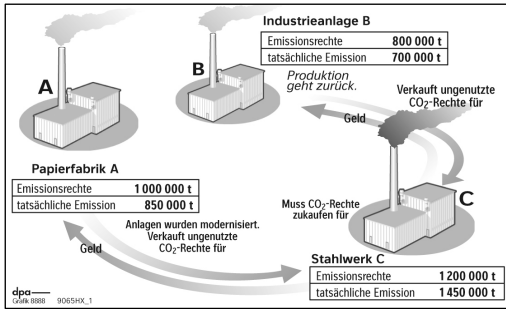 Industrieanlage B
Emissionsrechte 800 000 t
tatsächliche Emission 700 000 t
A
B
Produktion
geht zurück.
Verkauft ungenutzte
CO₂-Rechte für
Geld
Papierfabrik A
Emissionsrechte 1 000 000 t
tatsächliche Emission 850 000 t
Muss CO₂-Rechte
zukaufen für
C
Anlagen wurden modernisiert.
Verkauft ungenutzte
CO₂-Rechte für
Geld
Stahlwerk C
Emissionsrechte 1 200 000 t
tatsächliche Emission 1 450 000 t
dpa
Grafik 8888 9065HX_1